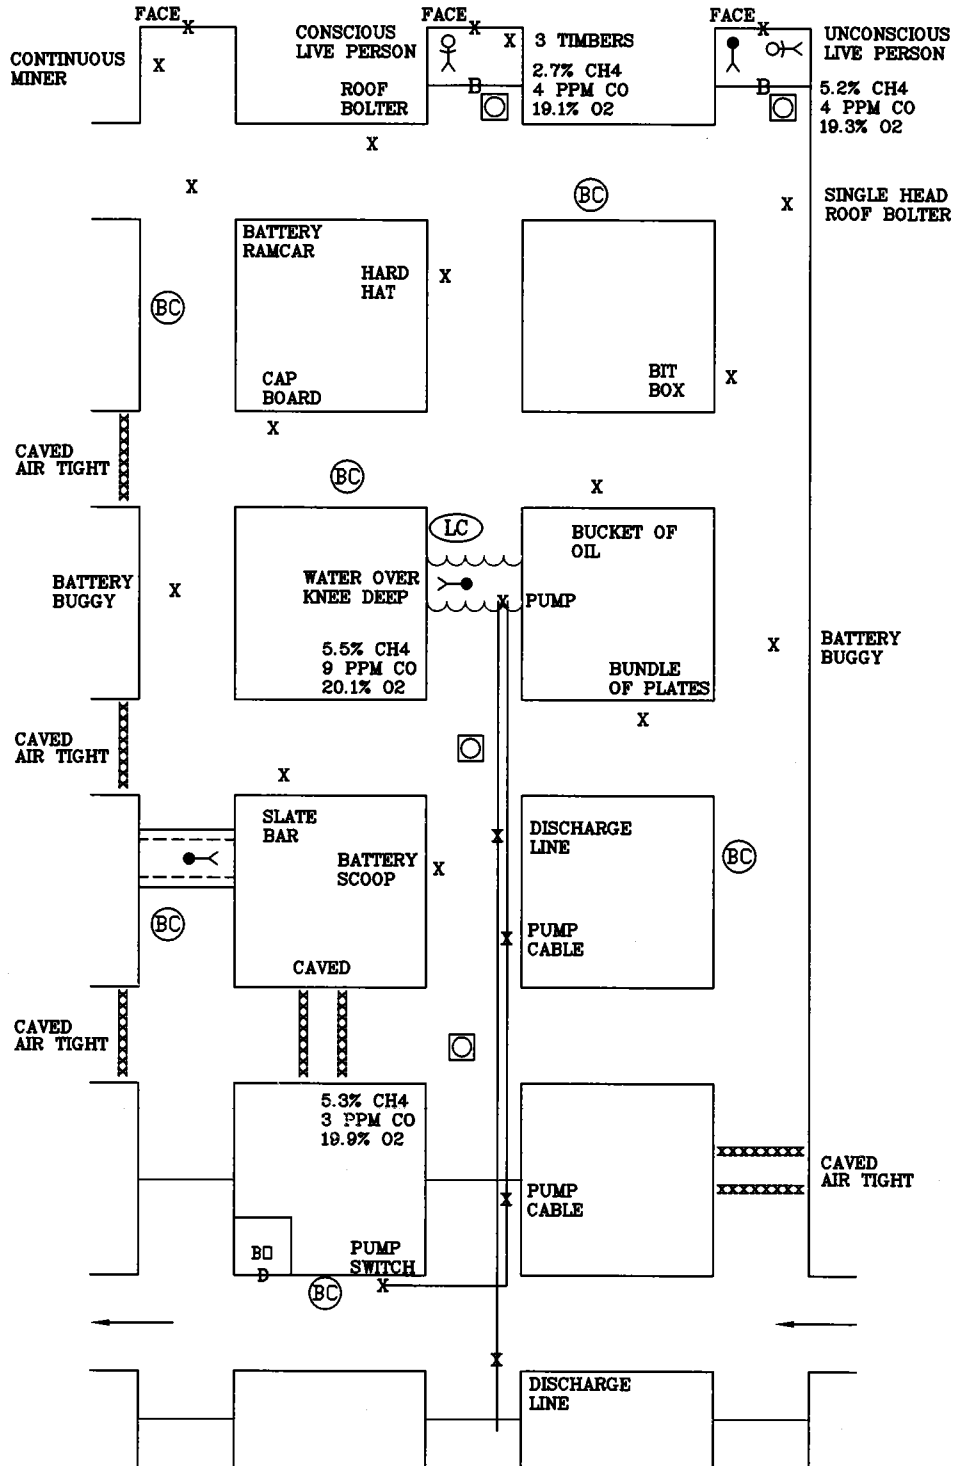 FACE
FACE
FACE
X
X
X
CONTINUOUS
MINER
X
CONSCIOUS
LIVE PERSON
X
3 TIMBERS
UNCONSCIOUS
LIVE PERSON
2.7% CH4
4 PPM CO
19.1% O2
5.2% CH4
4 PPM CO
19.3% O2
ROOF
BOLTER
B
B
X
X
BC
X
SINGLE HEAD
ROOF BOLTER
BATTERY
RAMCAR
HARD
HAT
X
BC
CAP
BOARD
BIT
BOX
X
X
CAVED
AIR TIGHT
BC
X
LC
BUCKET OF
OIL
BATTERY
BUGGY
X
WATER OVER
KNEE DEEP
X
PUMP
5.5% CH4
9 PPM CO
20.1% O2
X
BATTERY
BUGGY
BUNDLE
OF PLATES
X
CAVED
AIR TIGHT
X
SLATE
BAR
X
DISCHARGE
LINE
BATTERY
SCOOP
X
BC
BC
X
PUMP
CABLE
CAVED
CAVED
AIR TIGHT
5.3% CH4
3 PPM CO
19.9% O2
CAVED
AIR TIGHT
X
PUMP
CABLE
BO
D
PUMP
SWITCH
BC
X
X
DISCHARGE
LINE